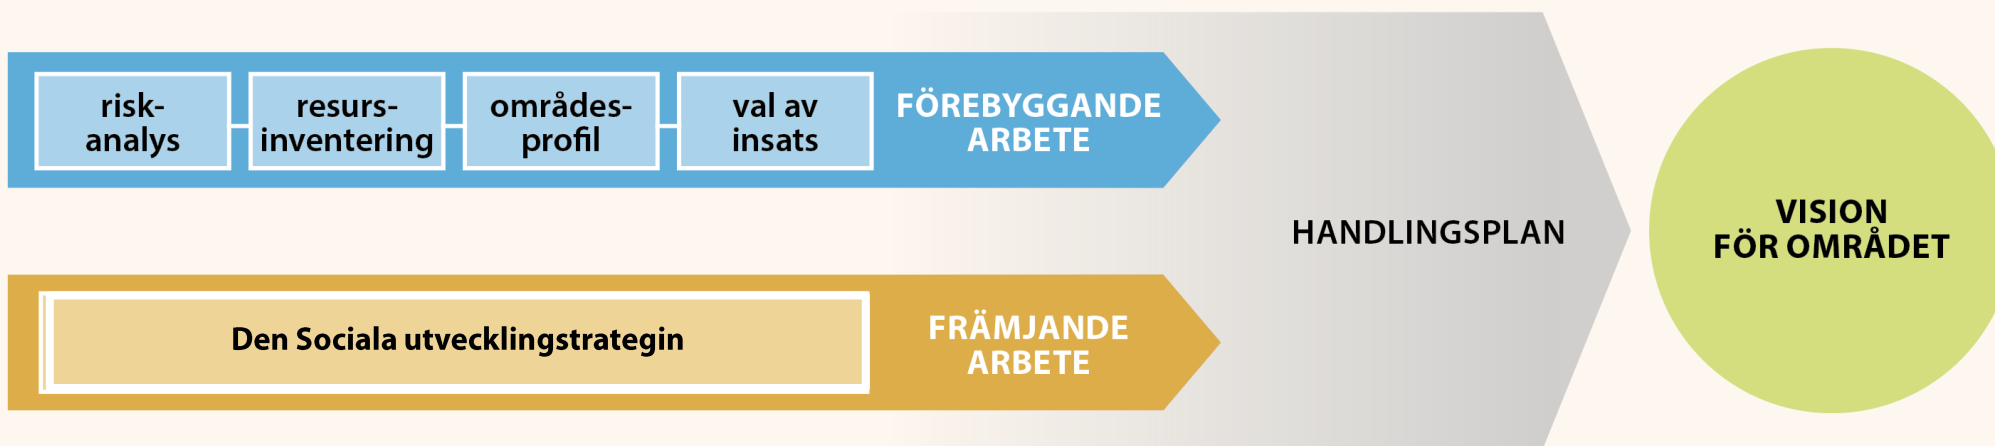 risk-
analys
resurs-
inventering
områdes-
profil
val av
insats
FÖREBYGGANDE
ARBETE
HANDLINGSPLAN
VISION
FÖR OMRÅDET
Den Sociala utvecklingstrategin
FRÄMJANDE
ARBETE